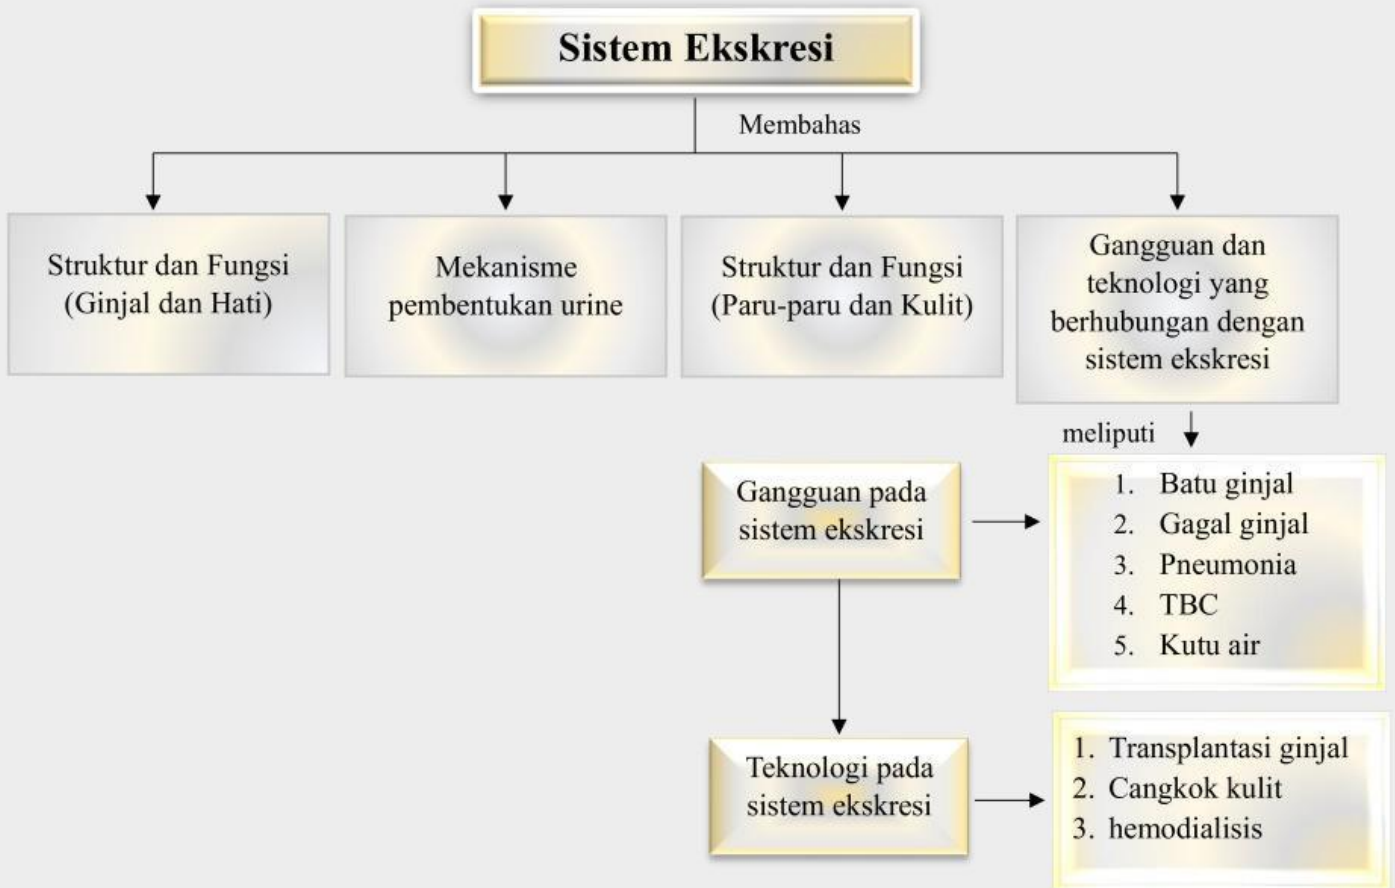 Sistem Ekskresi
Membahas
Struktur dan Fungsi
(Ginjal dan Hati)
Mekanisme
pembentukan urine
Struktur dan Fungsi
(Paru-paru dan Kulit)
Gangguan dan
teknologi yang
berhubungan dengan
sistem ekskresi
meliputi
Gangguan pada
sistem ekskresi
1. Batu ginjal
2. Gagal ginjal
3. Pneumonia
4. TBC
5. Kutu air
Teknologi pada
sistem ekskresi
1. Transplantasi ginjal
2. Cangkok kulit
3. hemodialisis